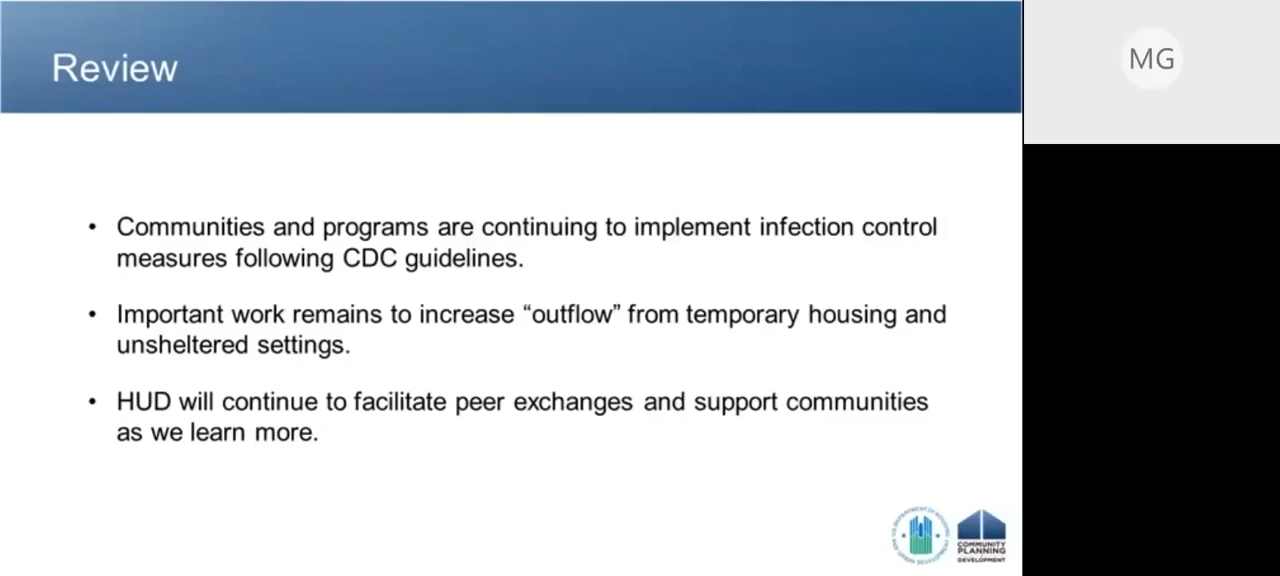 Review
MG
• Communities and programs are continuing to implement infection control
measures following CDC guidelines.
• Important work remains to increase “outflow” from temporary housing and
unsheltered settings.
• HUD will continue to facilitate peer exchanges and support communities
as we learn more.
COMMUNITY
PLANNING
DEVELOPMENT